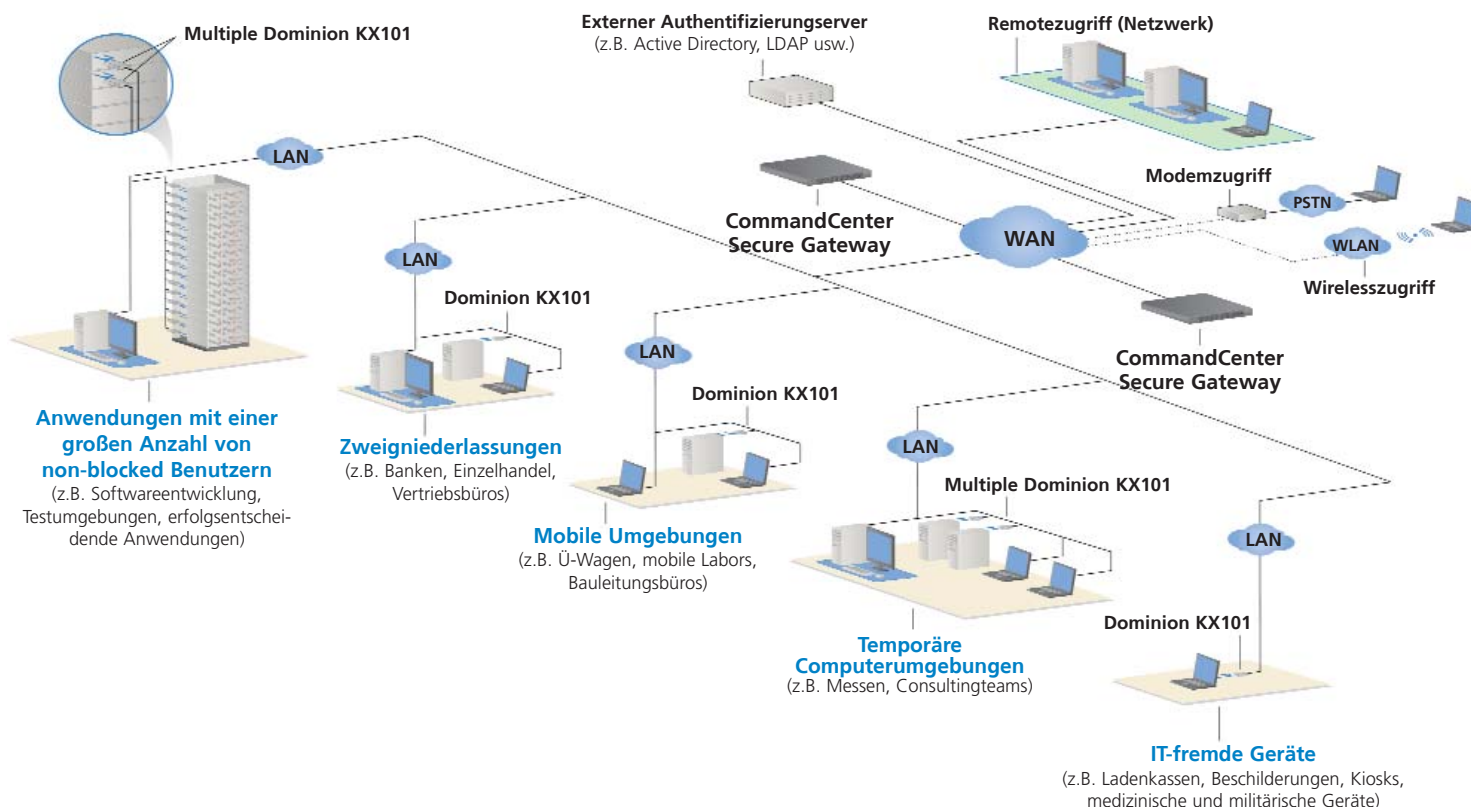 Multiple Dominion KX101
Externer Authentifizierungserver
(z.B. Active Directory, LDAP usw.)
Remotezugriff (Netzwerk)
LAN
Modemzugriff
PSTN
CommandCenter
Secure Gateway
WAN
WLAN
Wirelesszugriff
LAN
Dominion KX101
LAN
CommandCenter
Secure Gateway
Dominion KX101
Anwendungen mit einer
großen Anzahl von
non-blocked Benutzern
(z.B. Softwareentwicklung,
Testumgebungen, erfolgsentschei-
dende Anwendungen)
Zweigniederlassungen
(z.B. Banken, Einzelhandel,
Vertriebsbüros)
LAN
Multiple Dominion KX101
Mobile Umgebungen
(z.B. Ü-Wagen, mobile Labors,
Bauleitungsbüros)
LAN
Dominion KX101
Temporäre
Computerumgebungen
(z.B. Messen, Consultingteams)
IT-fremde Geräte
(z.B. Ladenkassen, Beschilderungen, Kiosks,
medizinische und militärische Geräte)